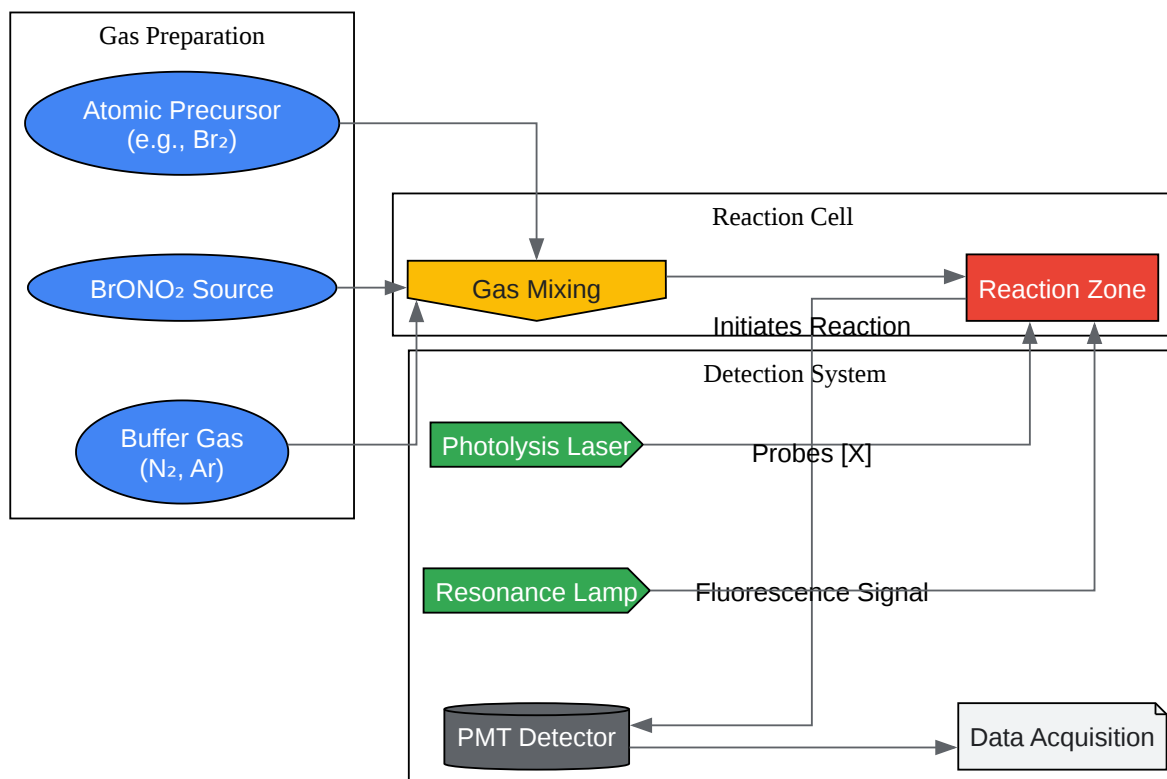 Gas Preparation
Atomic Precursor
(e.g., Br₂)
BrONO₂ Source
Buffer Gas
(N₂, Ar)
Reaction Cell
Gas Mixing
Reaction Zone
Initiates Reaction
Detection System
Photolysis Laser
Probes [X]
Resonance Lamp
Fluorescence Signal
PMT Detector
Data Acquisition